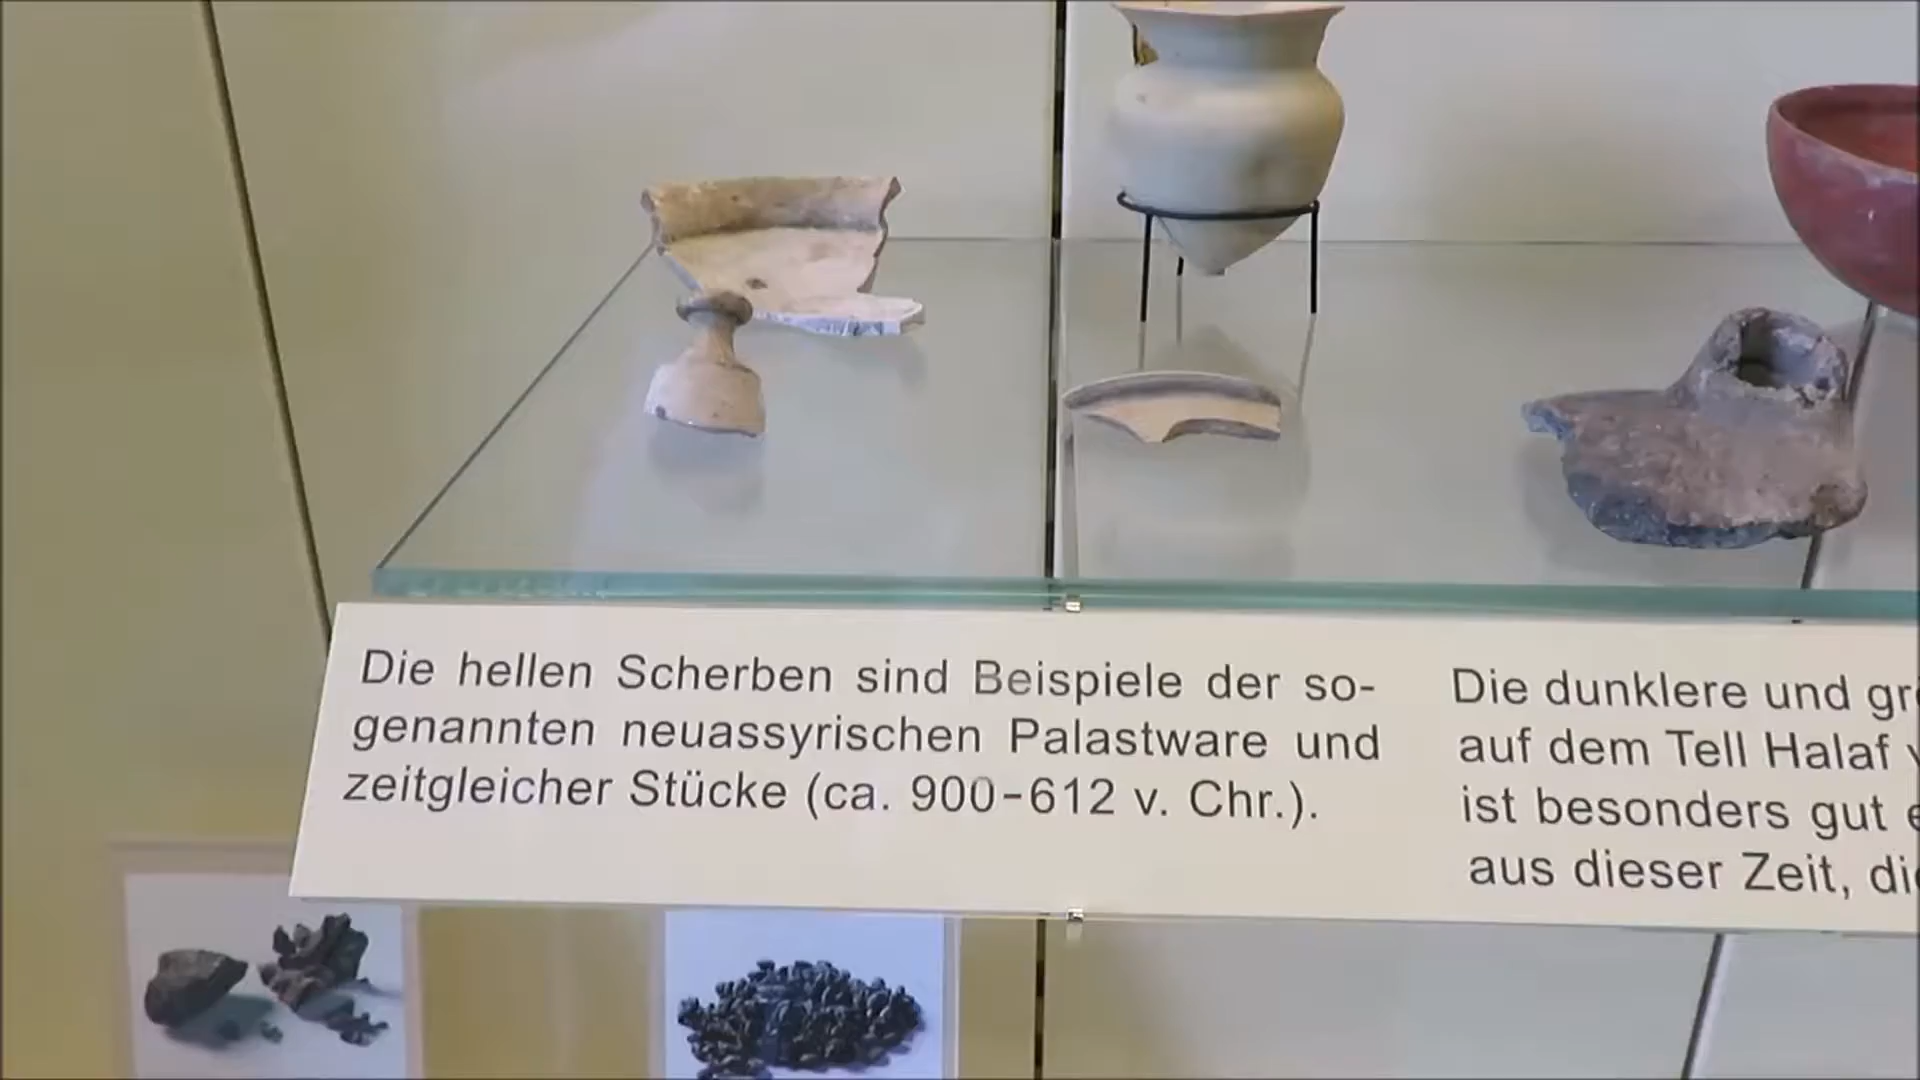 Die hellen Scherben sind Beispiele der so-
genannten neuassyrischen Palastware und
zeitgleicher Stücke (ca. 900-612 v. Chr.).
Die dunklere und
auf dem Tell Halaf
ist besonders gut
aus dieser Zeit,